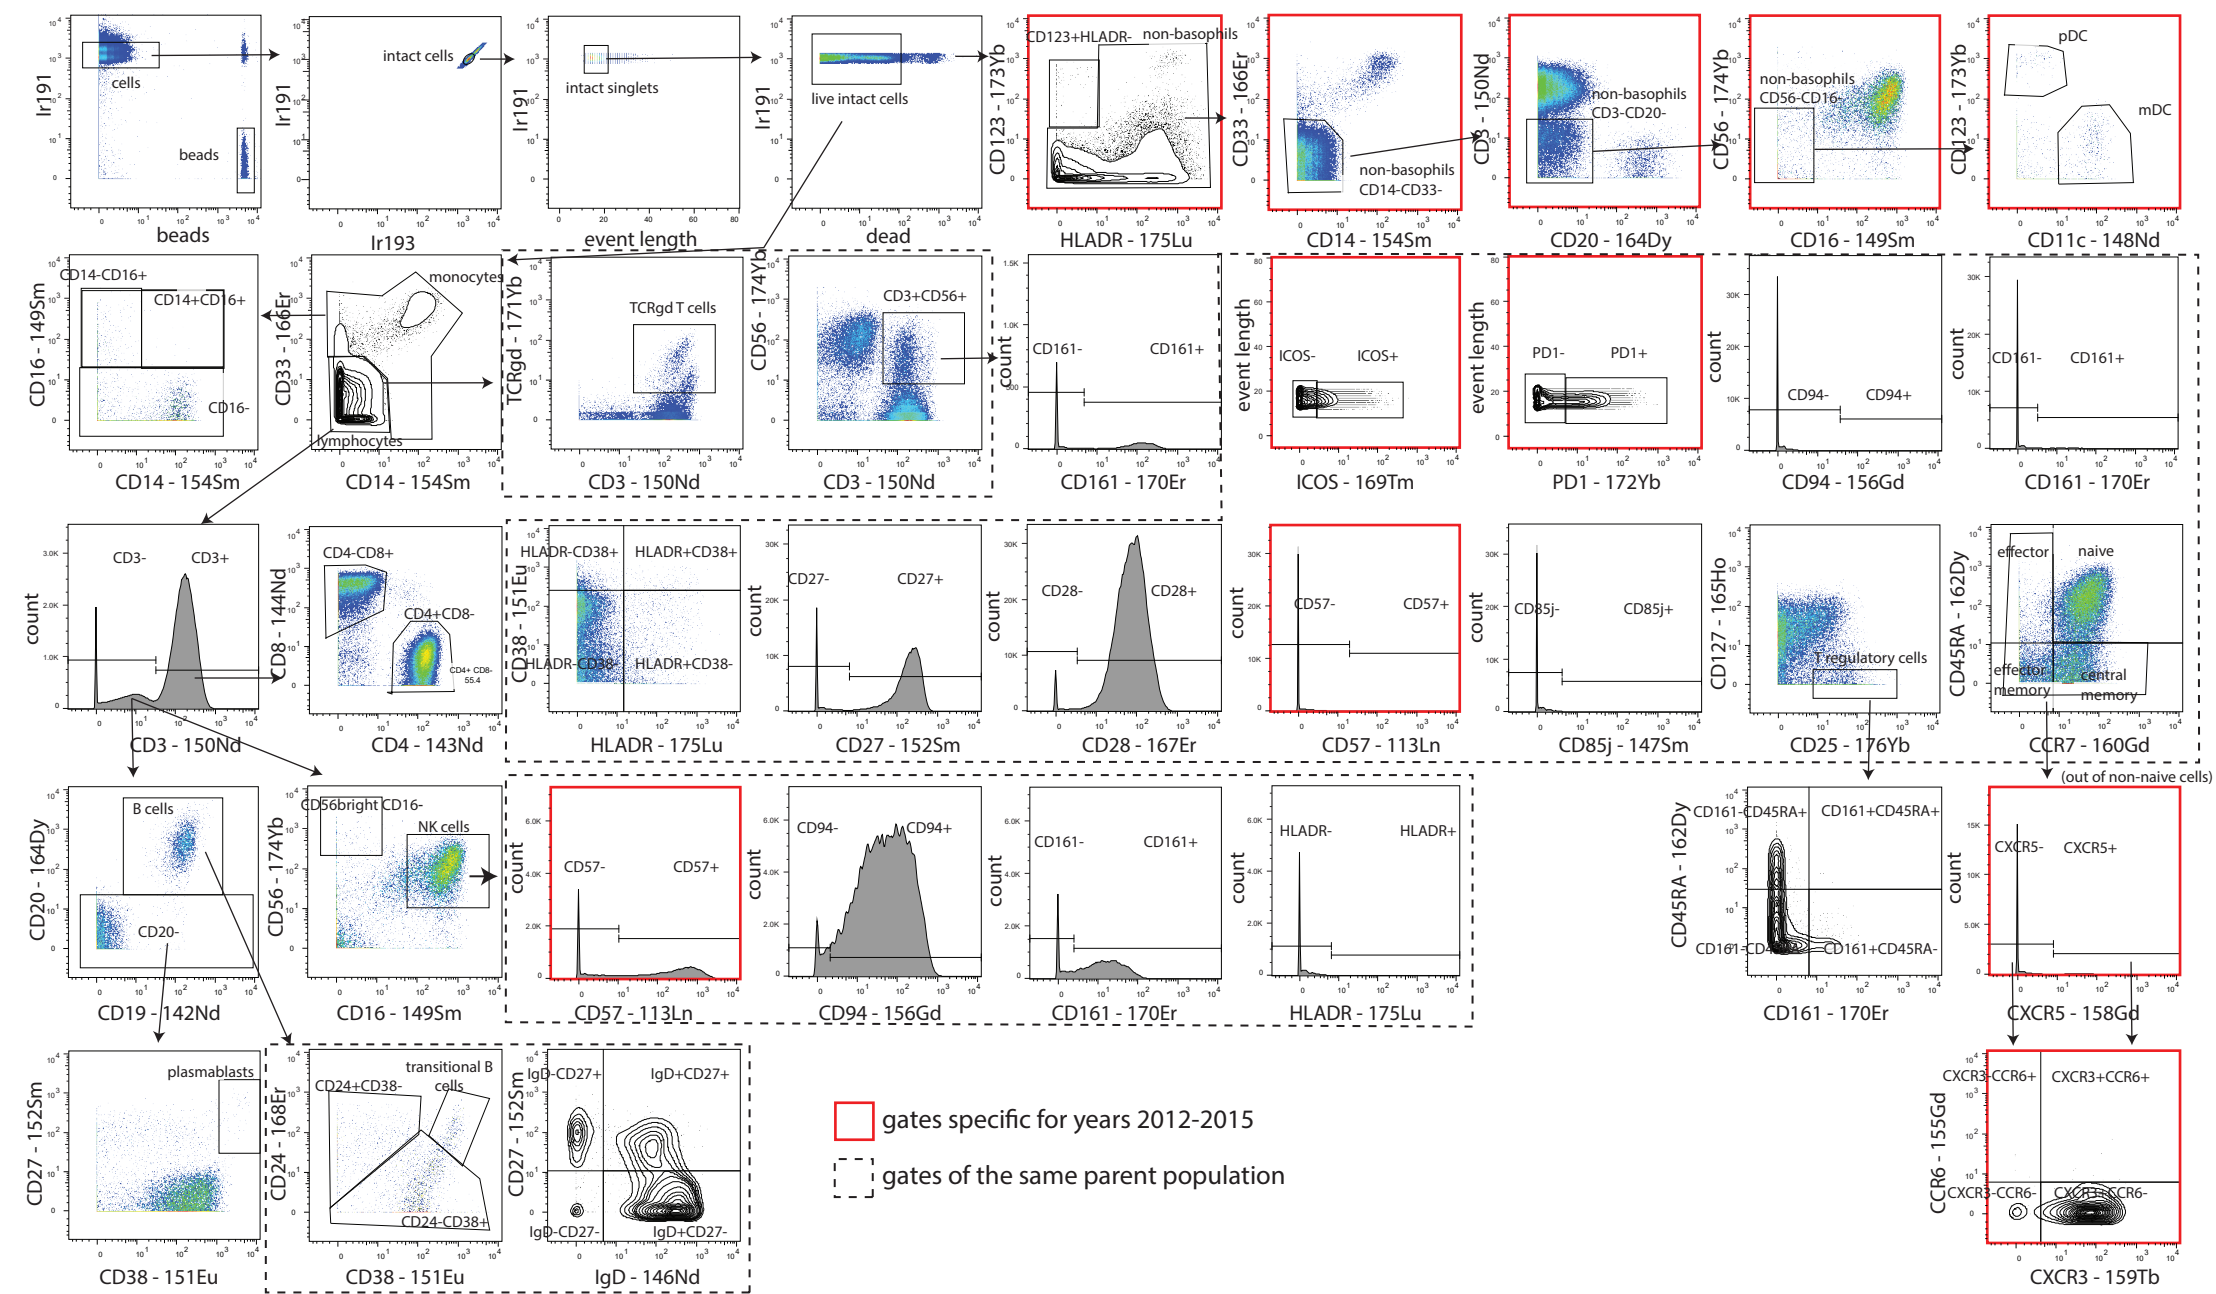 Ir191
cells
beads
beads
Ir191
intact cells
Ir193
Ir191
intact singlets
event length
Ir191
live intact cells
dead
CD123 - 173Yb
CD123+HLADR-
non-basophils
HLADR - 175Lu
CD33 - 166Er
non-basophils
CD14-CD33-
CD14 - 154Sm
CD3 - 150Nd
non-basophils
CD3-CD20-
CD20 - 164Dy
CD56 - 174Yb
non-basophils
CD56-CD16-
CD16 - 149Sm
CD123 - 173Yb
pDC
mDC
CD11c - 148Nd
CD16 - 149Sm
CD14-CD16+
CD14+CD16+
CD16-
CD14 - 154Sm
CD33 - 166Er
monocytes
lymphocytes
CD14 - 154Sm
TCRgd - 171Yb
TCRgd T cells
CD3 - 150Nd
CD56 - 174Yb
CD3+CD56+
CD3 - 150Nd
count
CD161-
CD161+
CD161 - 170Er
event length
ICOS-
ICOS+
ICOS - 169Tm
event length
PD1-
PD1+
PD1 - 172Yb
count
CD94-
CD94+
CD94 - 156Gd
count
CD161-
CD161+
CD161 - 170Er
count
CD3-
CD3+
CD3 - 150Nd
CD8 - 144Nd
CD4-CD8+
CD4+CD8-
CD4+ CD8-
55.4
CD4 - 143Nd
CD38 - 151Eu
HLADR-CD38+
HLADR+CD38+
HLADR-CD38-
HLADR+CD38-
HLADR - 175Lu
count
CD27-
CD27+
CD27 - 152Sm
count
CD28-
CD28+
CD28 - 167Er
count
CD57-
CD57+
CD57 - 113Ln
count
CD85j-
CD85j+
CD85j - 147Sm
CD127 - 165Ho
T regulatory cells
CD25 - 176Yb
CD45RA - 162Dy
effector
naive
effector
memory
central
memory
CCR7 - 160Gd
CD20 - 164Dy
B cells
CD20-
CD19 - 142Nd
CD56 - 174Yb
CD56bright CD16-
NK cells
CD16 - 149Sm
count
CD57-
CD57+
CD57 - 113Ln
count
CD94-
CD94+
CD94 - 156Gd
count
CD161-
CD161+
CD161 - 170Er
count
HLADR-
HLADR+
HLADR - 175Lu
CD45RA - 162Dy
CD161-CD45RA+
CD161+CD45RA+
CD161+CD45RA-
CD161 - 170Er
(out of non-naive cells)
count
CXCR5-
CXCR5+
CXCR5 - 158Gd
CD27 - 152Sm
plasmablasts
CD38 - 151Eu
CD24 - 168Er
CD24+CD38-
transitional B
cells
CD24-CD38+
CD38 - 151Eu
CD27 - 152Sm
IgD-CD27+
IgD+CD27+
IgD-CD27-
IgD+CD27-
IgD - 146Nd
gates specific for years 2012-2015
gates of the same parent population
CCR6 - 155Gd
CXCR3-CCR6+
CXCR3+CCR6+
CXCR3-CCR6-
CXCR3+CCR6-
CXCR3 - 159Tb